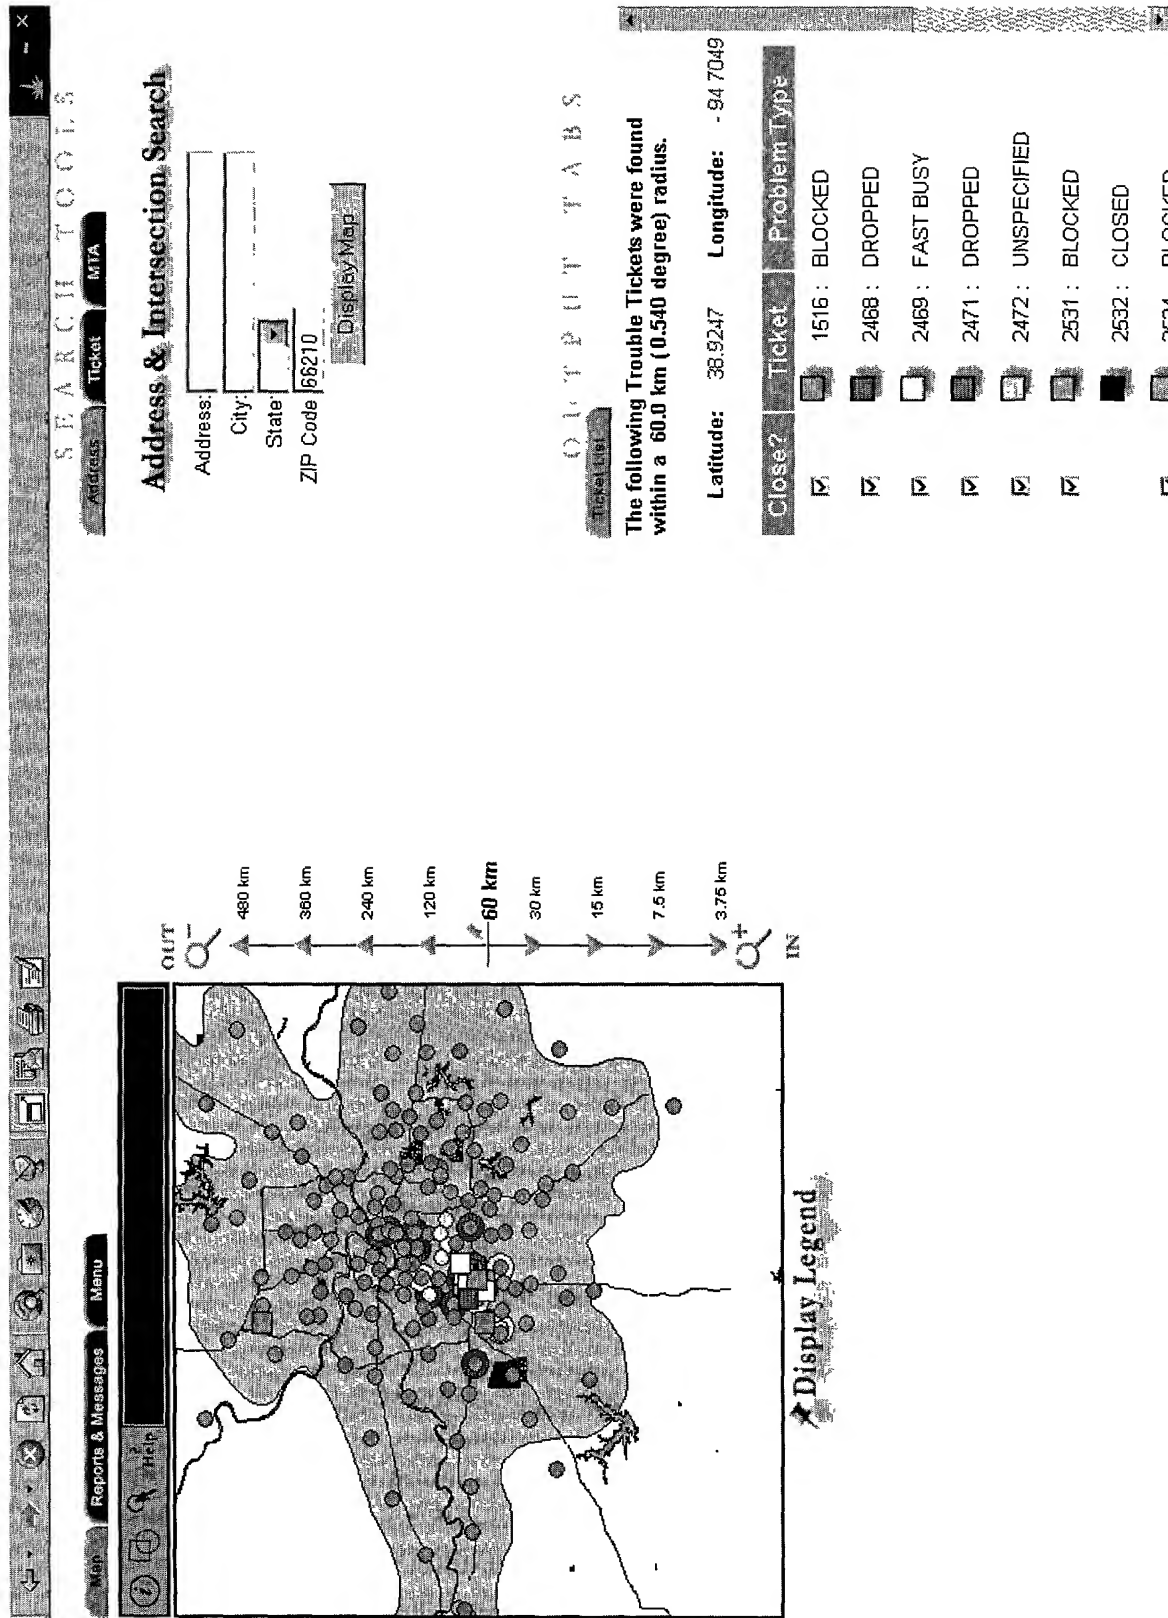 SEARCH TOOLS
Map Reports & Messages Menu
Address Ticket MTA
Help
Address & Intersection Search
Address:
City:
State:
ZIP Code 66210
Display Map
OUT
480 km
360 km
240 km
120 km
60 km
30 km
15 km
7.5 km
3.75 km
IN
Display Legend
OUTPUT TABS
Ticket List
The following Trouble Tickets were found
within a 60.0 km (0.540 degree) radius.
Latitude: 38.9247 Longitude: -94.7049
Close? Ticket Problem Type
1516 : BLOCKED
2468 : DROPPED
2469 : FAST BUSY
2471 : DROPPED
2472 : UNSPECIFIED
2531 : BLOCKED
2532 : CLOSED
2534 BLOCKED